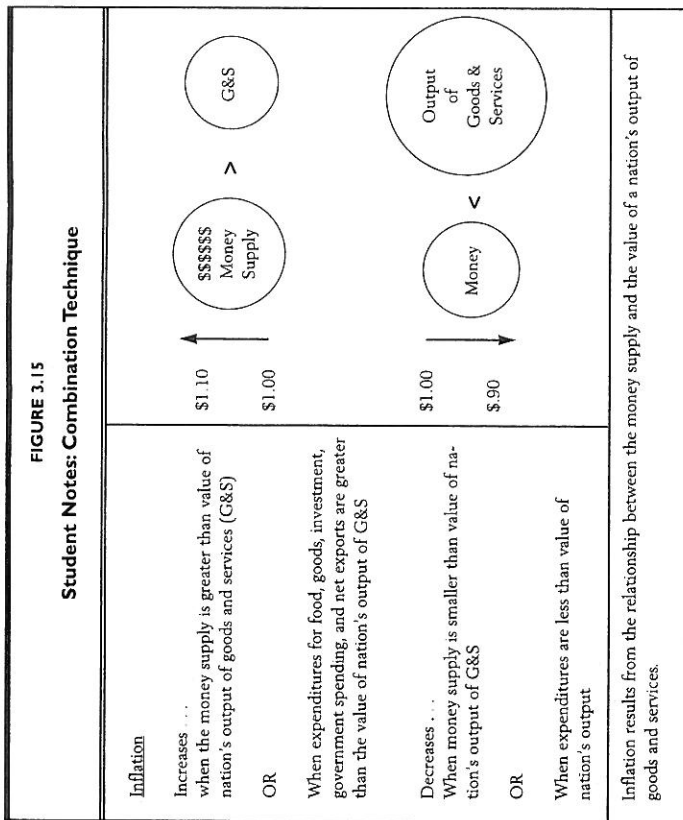 FIGURE 3.15
Student Notes: Combination Technique
Inflation
Increases . . .
when the money supply is greater than value of
nation's output of goods and services (G&S)
OR
When expenditures for food, goods, investment,
government spending, and net exports are greater
than the value of nation's output of G&S
Decreases . . .
When money supply is smaller than value of na-
tion's output of G&S
OR
When expenditures are less than value of
nation's output
$1.10
$1.00
$$$$$$
Money
Supply
>
G&S
$1.00
$.90
Money
<
Output
of
Goods &
Services
Inflation results from the relationship between the money supply and the value of a nation's output of
goods and services.